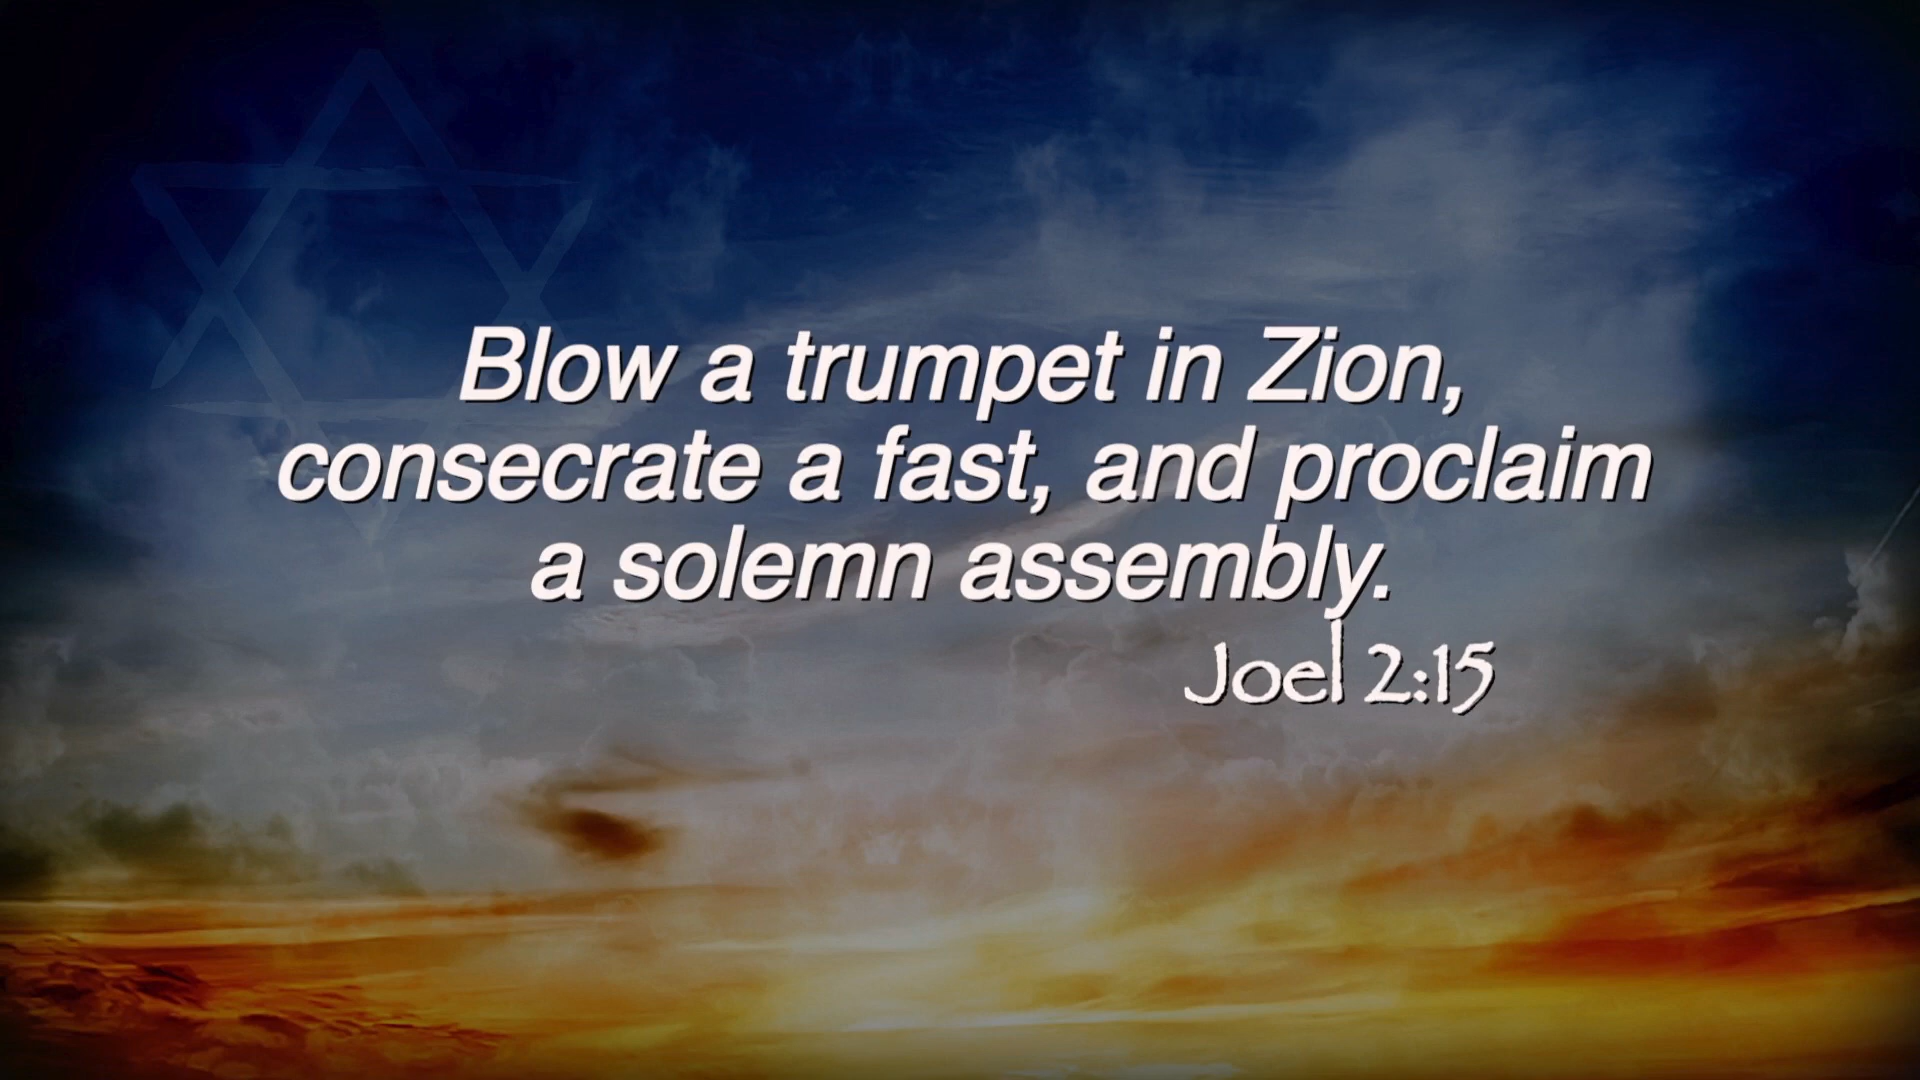 Blow a trumpet in Zion,
consecrate a fast, and proclaim
a solemn assembly.
Joel 2:15